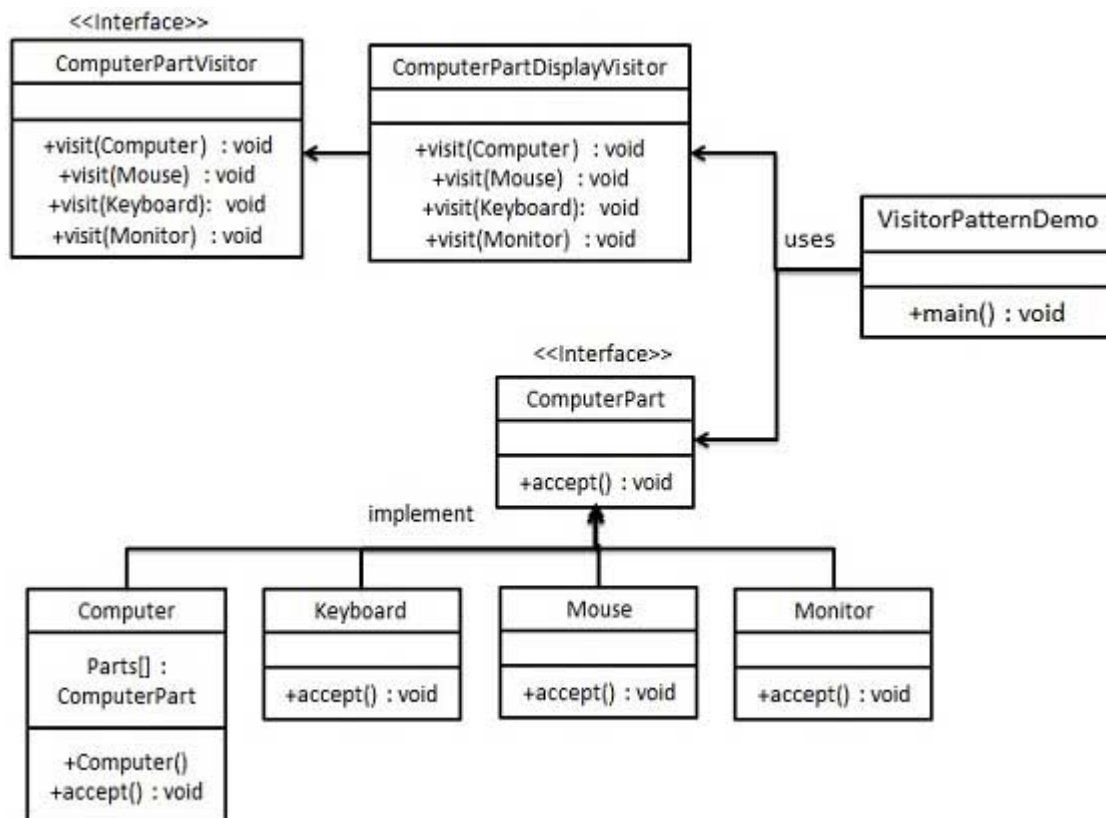 <<Interface>>
ComputerPartVisitor
+visit(Computer) : void
+visit(Mouse) : void
+visit(Keyboard): void
+visit(Monitor) : void
ComputerPartDisplayVisitor
+visit(Computer) : void
+visit(Mouse) : void
+visit(Keyboard): void
+visit(Monitor) : void
uses
VisitorPatternDemo
+main() : void
<<Interface>>
ComputerPart
+accept() : void
implement
Computer
Parts[] :
ComputerPart
+Computer()
+accept() : void
Keyboard
+accept() : void
Mouse
+accept() : void
Monitor
+accept() : void